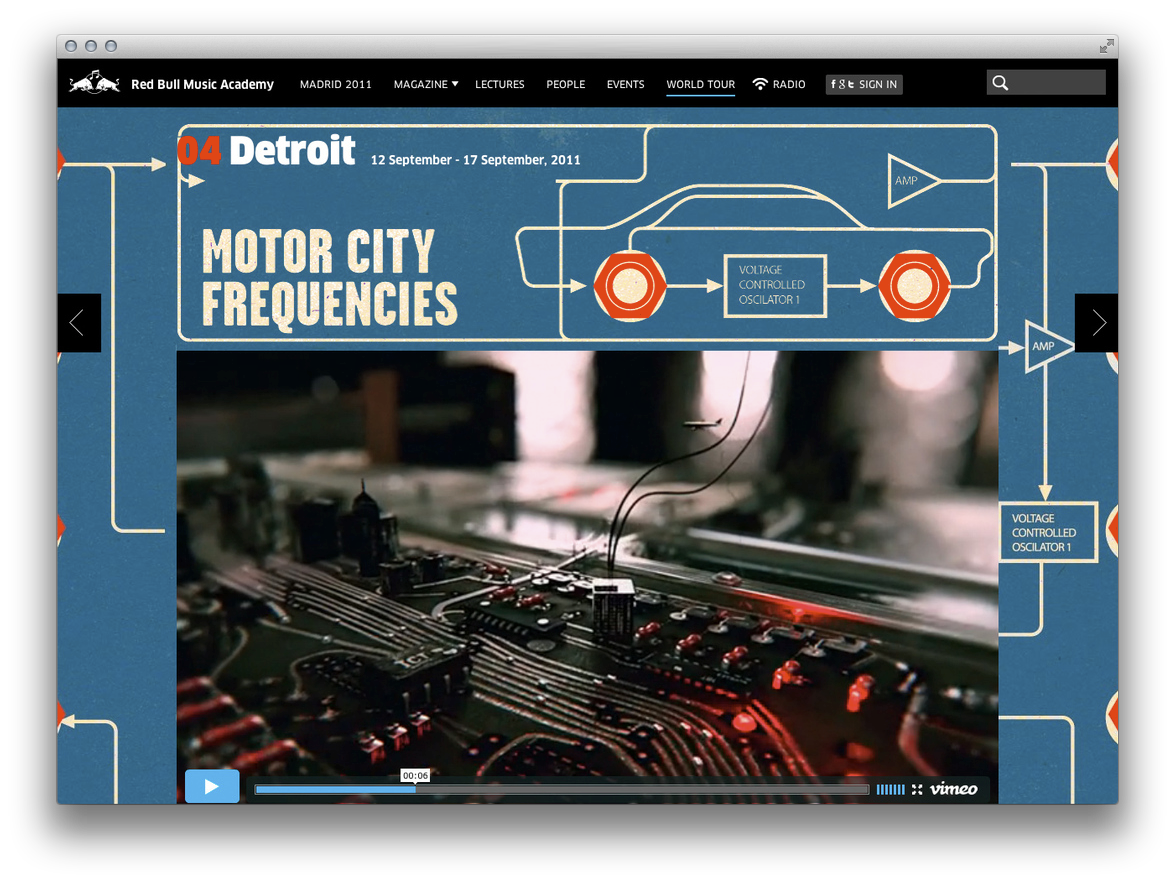 Red Bull Music Academy
MADRID 2011
MAGAZINE
LECTURES
PEOPLE
EVENTS
WORLD TOUR
RADIO
f g t SIGN IN
04 Detroit
12 September - 17 September, 2011
AMP
MOTOR CITY
FREQUENCIES
VOLTAGE
CONTROLLED
OSCILATOR 1
AMP
VOLTAGE
CONTROLLED
OSCILATOR 1
00:06
vimeo